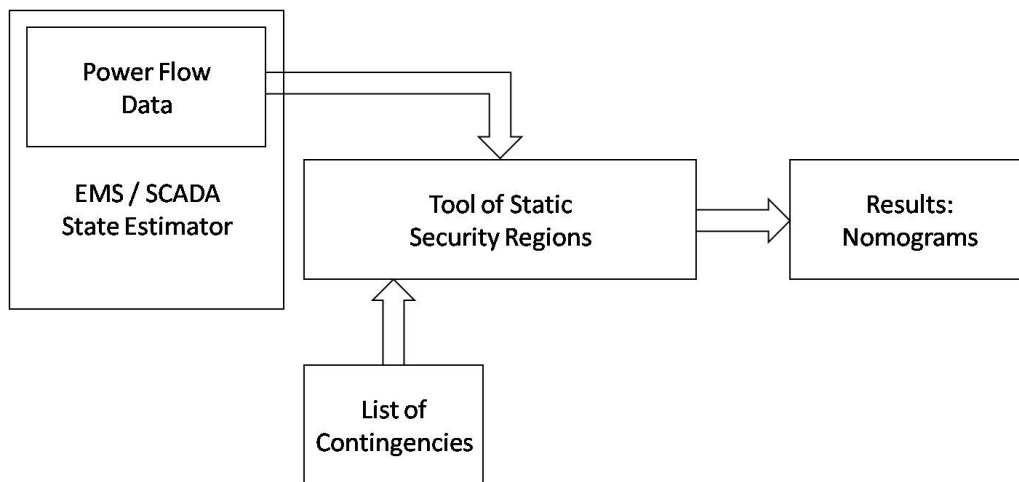 Power Flow
Data
EMS / SCADA
State Estimator
Tool of Static
Security Regions
Results:
Nomograms
List of
Contingencies